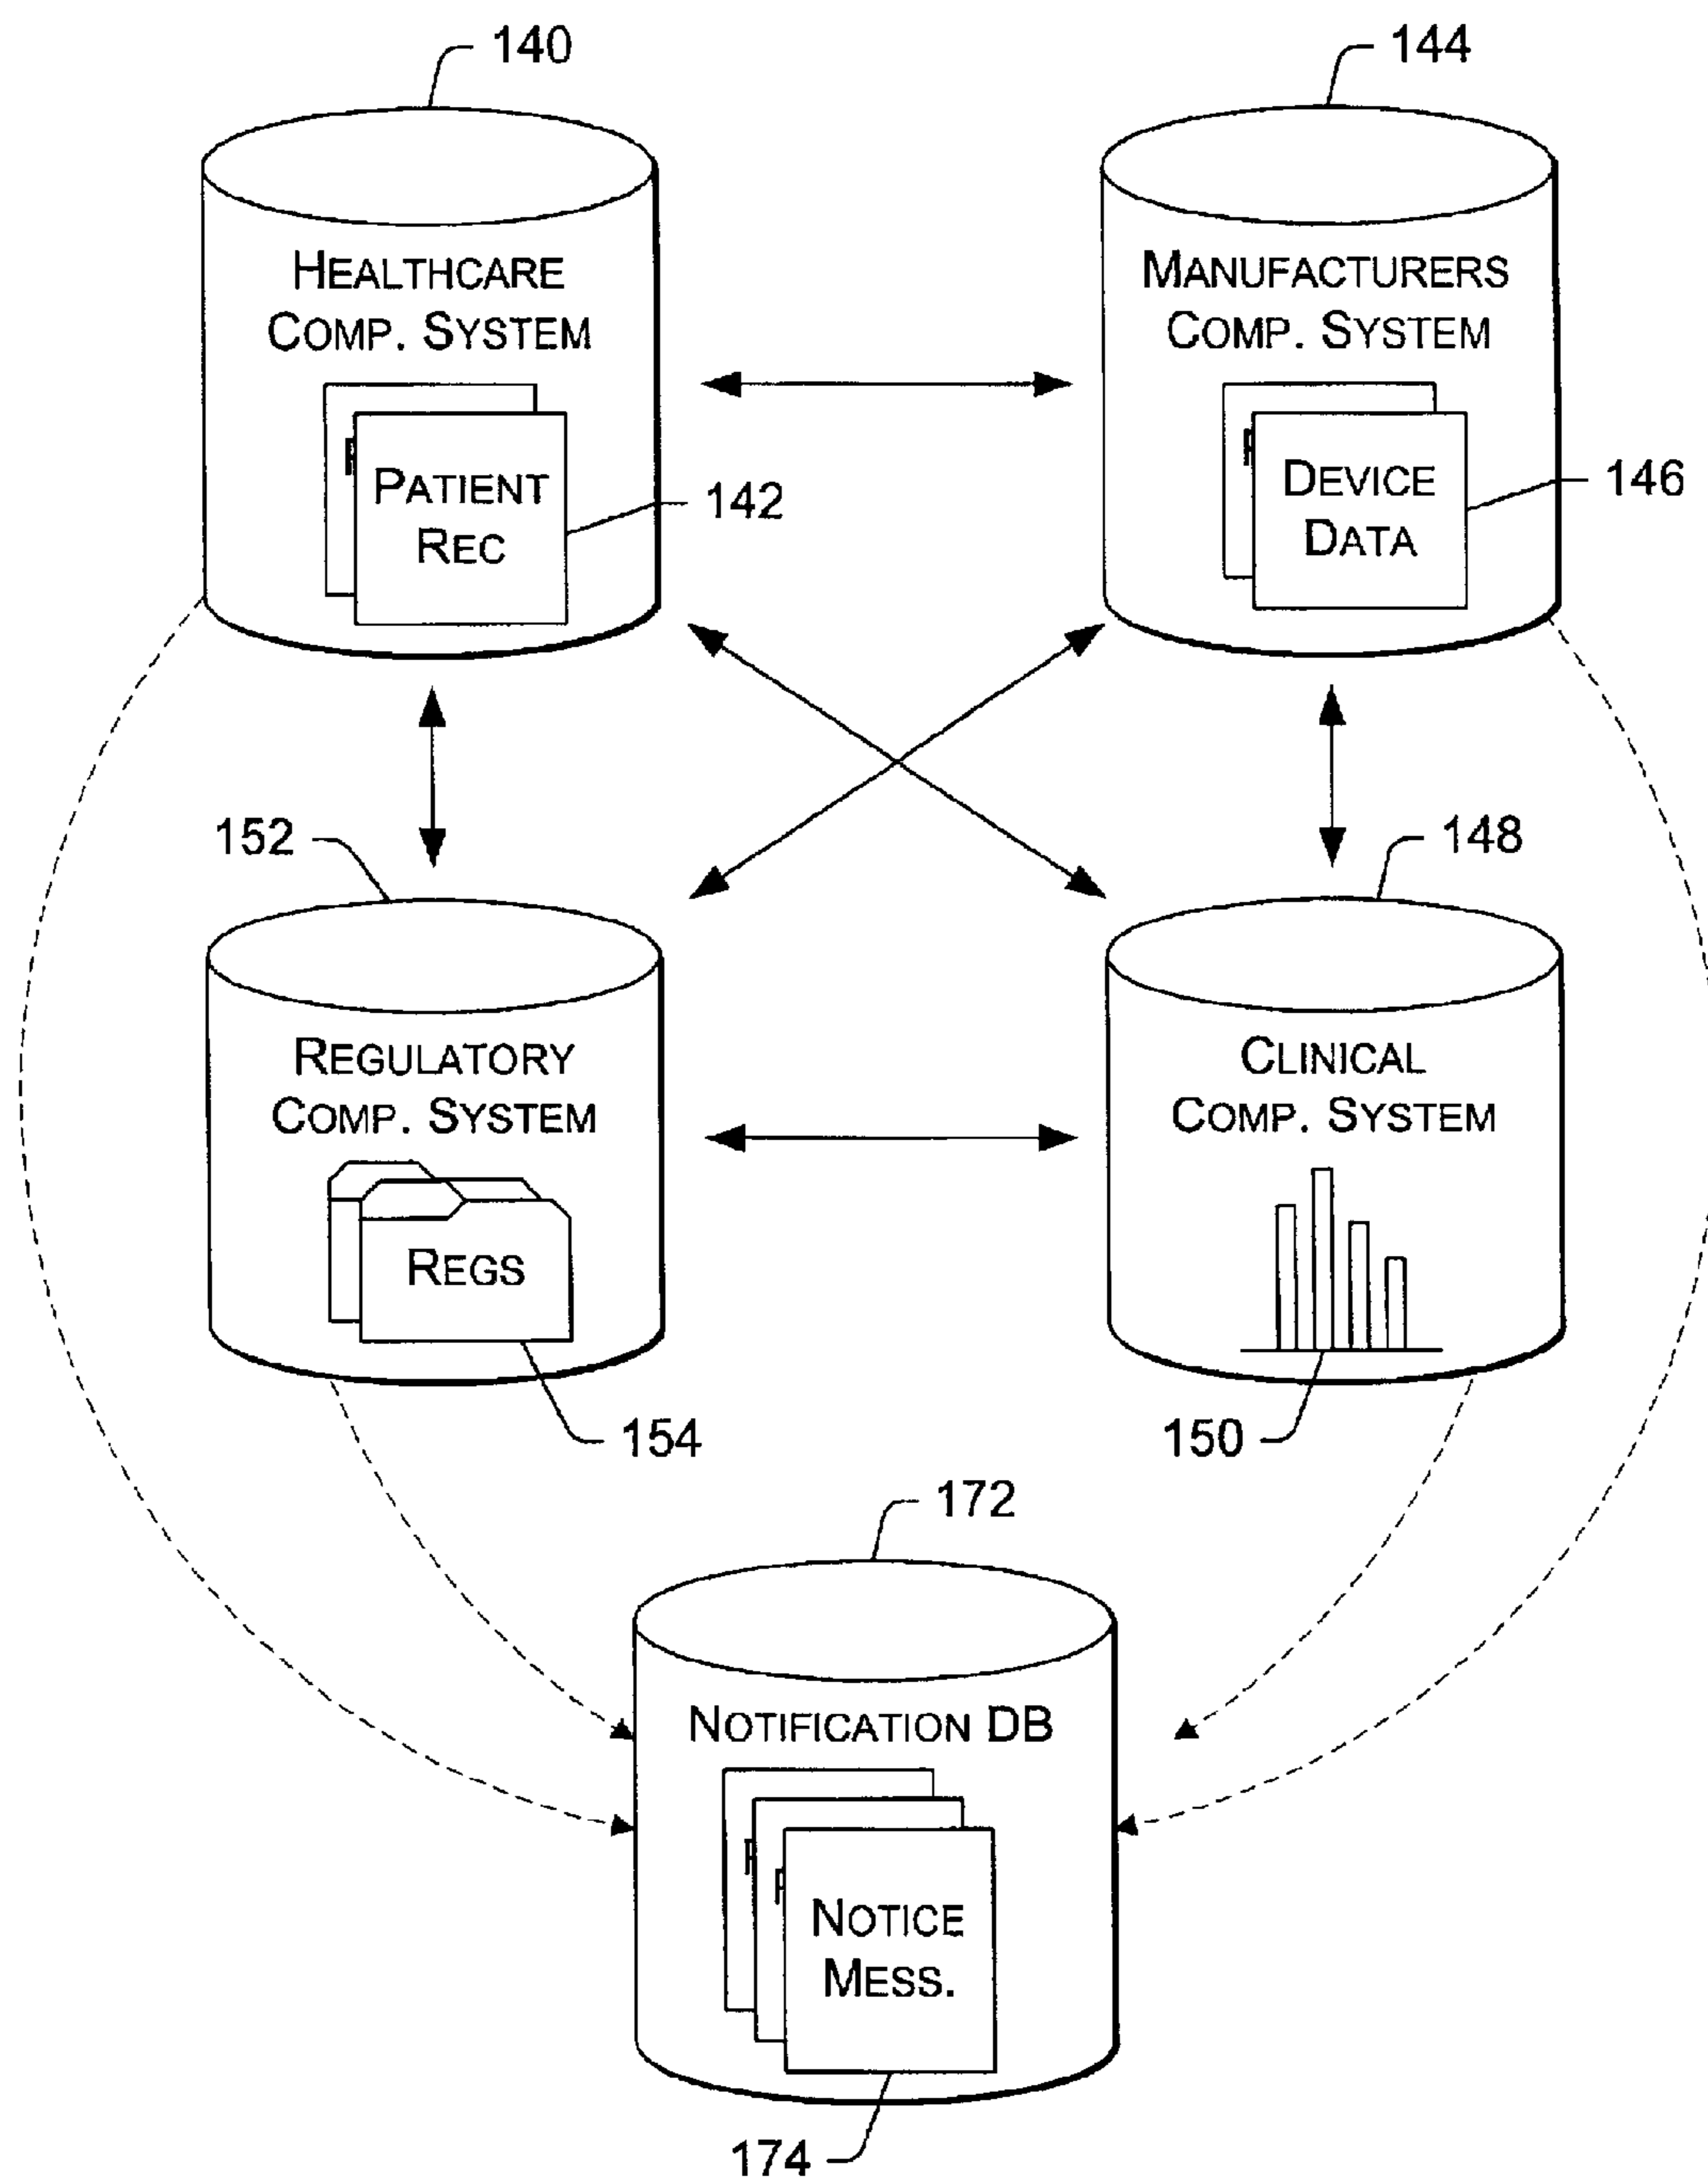 140
144
HEALTHCARE
COMP. SYSTEM
MANUFACTURERS
COMP. SYSTEM
PATIENT
REC
142
DEVICE
DATA
146
152
148
REGULATORY
COMP. SYSTEM
CLINICAL
COMP. SYSTEM
REGS
154
150
172
NOTIFICATION DB
NOTICE
MESS.
174